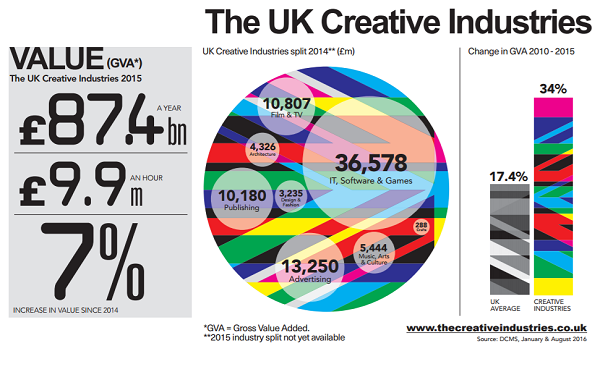 The UK Creative Industries
VALUE (GVA*)
The UK Creative Industries 2015
£87.4bn A YEAR
£9.9m AN HOUR
7%
INCREASE IN VALUE SINCE 2014
UK Creative Industries split 2014** (£m)
10,807
Film & TV
4,326
Architecture
36,578
IT, Software & Games
10,180
Publishing
3,235
Design &
Fashion
288
Crafts
5,444
Music, Arts
& Culture
13,250
Advertising
*GVA = Gross Value Added.
**2015 industry split not yet available
Change in GVA 2010 - 2015
34%
17.4%
UK
AVERAGE
CREATIVE
INDUSTRIES
www.thecreativeindustries.co.uk
Source: DCMS, January & August 2016